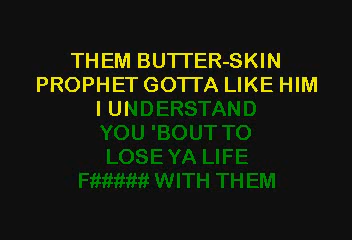 THEM BUTTER-SKIN
PROPHET GOTTA LIKE HIM
I UNDERSTAND
YOU 'BOUT TO
LOSE YA LIFE
F##### WITH THEM